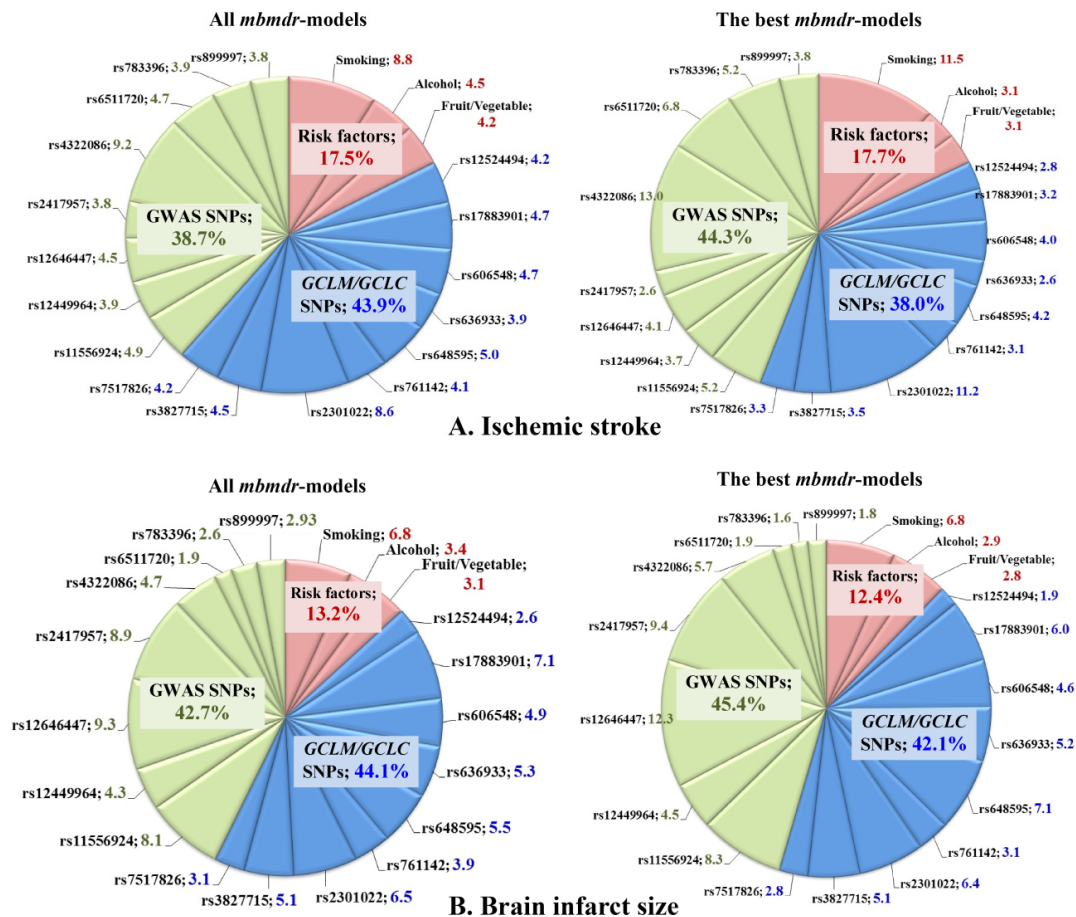 All mbmdr-models
rs899997; 3.8
rs783396; 3.9
rs6511720; 4.7
rs4322086; 9.2
rs2417957; 3.8
rs12646447; 4.5
rs12449964; 3.9
rs11556924; 4.9
Smoking; 8.8
Alcohol; 4.5
Fruit/Vegetable;
4.2
rs12524494; 4.2
rs17883901; 4.7
rs606548; 4.7
rs636933; 3.9
rs648595; 5.0
rs761142; 4.1
rs2301022; 8.6
rs3827715; 4.5
rs7517826; 4.2
Risk factors;
17.5%
GWAS SNPs;
38.7%
GCLM/GCLC
SNPs; 43.9%
The best mbmdr-models
rs899997; 3.8
rs783396; 5.2
rs6511720; 6.8
rs4322086; 13.0
rs2417957; 2.6
rs12646447; 4.1
rs12449964; 3.7
rs11556924; 5.2
Smoking; 11.5
Alcohol; 3.1
Fruit/Vegetable;
3.1
rs12524494; 2.8
rs17883901; 3.2
rs606548; 4.0
rs636933; 2.6
rs648595; 4.2
rs761142; 3.1
rs2301022; 11.2
rs3827715; 3.5
rs7517826; 3.3
Risk factors;
17.7%
GWAS SNPs;
44.3%
GCLM/GCLC
SNPs; 38.0%
A. Ischemic stroke
All mbmdr-models
rs899997; 2.93
rs783396; 2.6
rs6511720; 1.9
rs4322086; 4.7
rs2417957; 8.9
rs12646447; 9.3
rs12449964; 4.3
rs11556924; 8.1
Smoking; 6.8
Alcohol; 3.4
Fruit/Vegetable;
3.1
rs12524494; 2.6
rs17883901; 7.1
rs606548; 4.9
rs636933; 5.3
rs648595; 5.5
rs761142; 3.9
rs2301022; 6.5
rs3827715; 5.1
rs7517826; 3.1
Risk factors;
13.2%
GWAS SNPs;
42.7%
GCLM/GCLC
SNPs; 44.1%
The best mbmdr-models
rs899997; 1.8
rs783396; 1.6
rs6511720; 1.9
rs4322086; 5.7
rs2417957; 9.4
rs12646447; 12.3
rs12449964; 4.5
rs11556924; 8.3
Smoking; 6.8
Alcohol; 2.9
Fruit/Vegetable;
2.8
rs12524494; 1.9
rs17883901; 6.0
rs606548; 4.6
rs636933; 5.2
rs648595; 7.1
rs761142; 3.1
rs2301022; 6.4
rs3827715; 5.1
rs7517826; 2.8
Risk factors;
12.4%
GWAS SNPs;
45.4%
GCLM/GCLC
SNPs; 42.1%
B. Brain infarct size